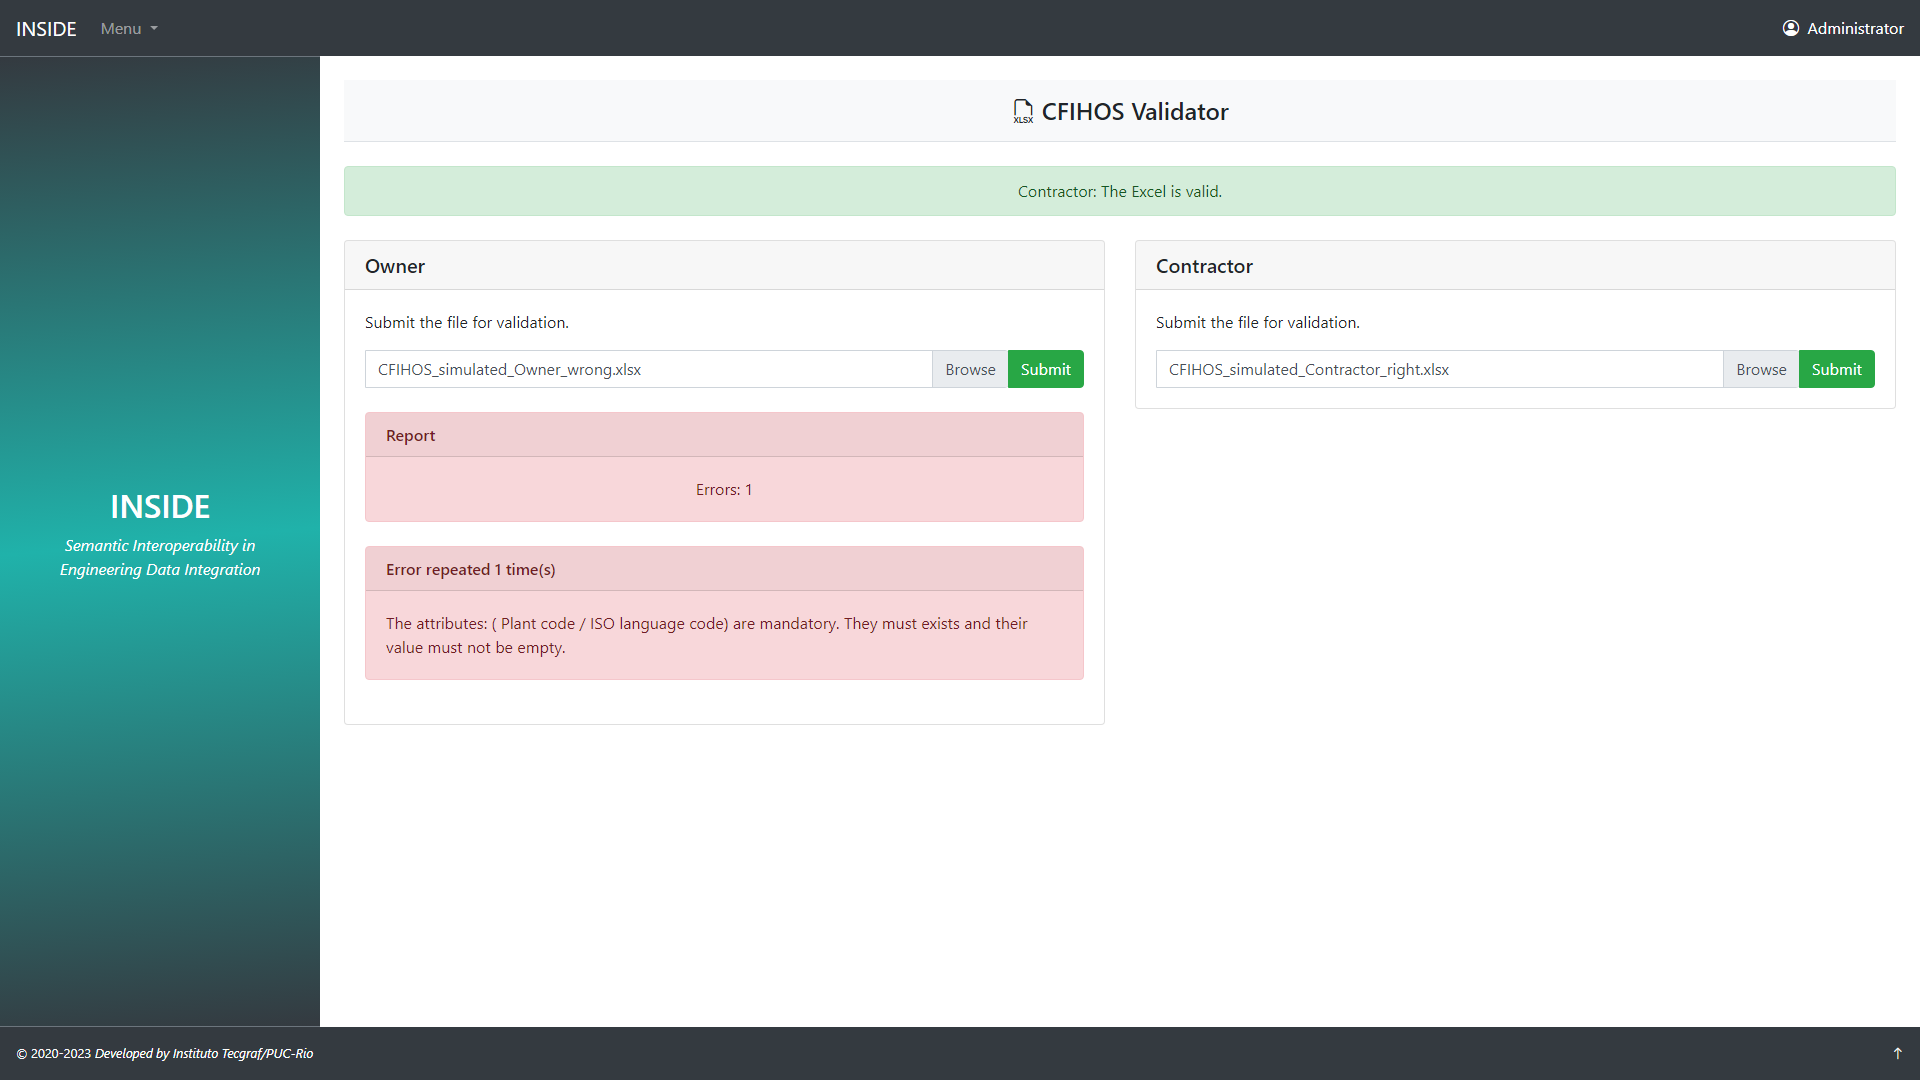 INSIDE Menu Administrator
XLSX CFIHOS Validator
Contractor: The Excel is valid.
Owner
Submit the file for validation.
CFIHOS_simulated_Owner_wrong.xlsx Browse Submit
Report
Errors: 1
Error repeated 1 time(s)
The attributes: ( Plant code / ISO language code) are mandatory. They must exists and their
value must not be empty.
Contractor
Submit the file for validation.
CFIHOS_simulated_Contractor_right.xlsx Browse Submit
INSIDE
Semantic Interoperability in
Engineering Data Integration
© 2020-2023 Developed by Instituto Tecgraf/PUC-Rio